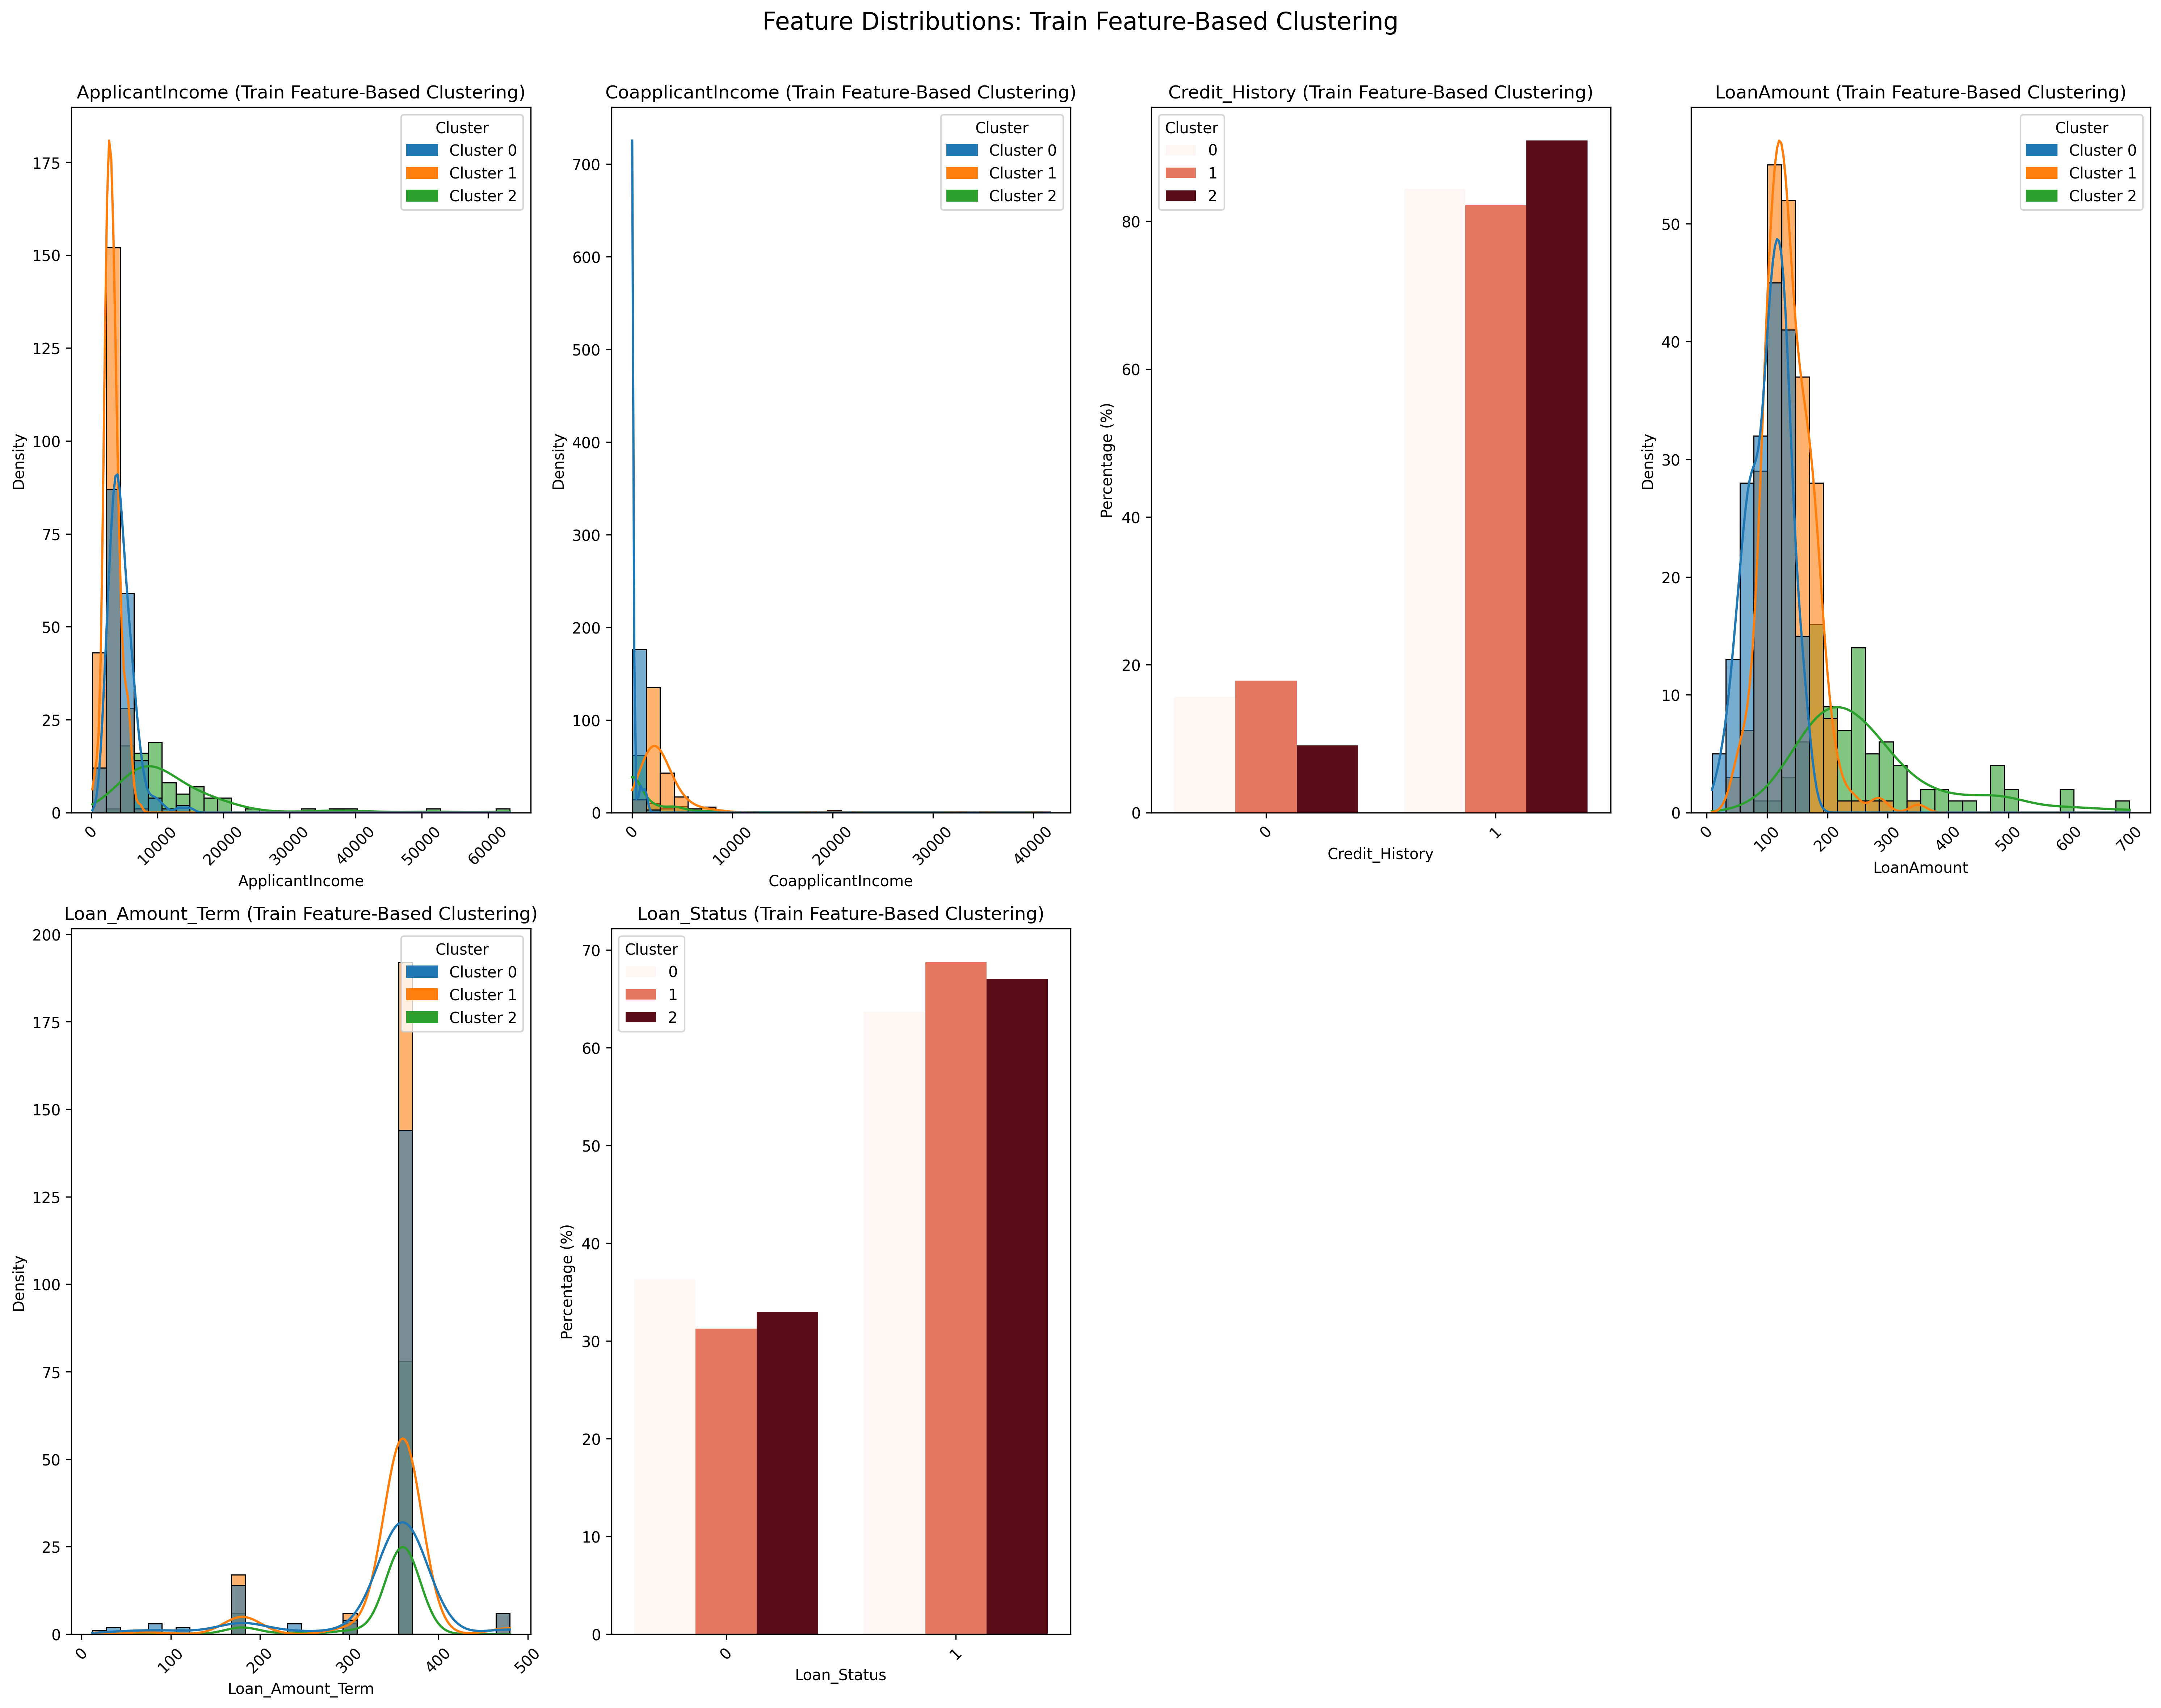 Feature Distributions: Train Feature-Based Clustering
ApplicantIncome (Train Feature-Based Clustering)
Density
175
150
125
100
75
50
25
0
Cluster
Cluster 0
Cluster 1
Cluster 2
0
10000
20000
30000
40000
50000
60000
ApplicantIncome
CoapplicantIncome (Train Feature-Based Clustering)
Density
700
600
500
400
300
200
100
0
Cluster
Cluster 0
Cluster 1
Cluster 2
0
10000
20000
30000
40000
CoapplicantIncome
Credit_History (Train Feature-Based Clustering)
Percentage (%)
80
60
40
20
0
Cluster
0
1
2
0
1
Credit_History
LoanAmount (Train Feature-Based Clustering)
Density
50
40
30
20
10
0
Cluster
Cluster 0
Cluster 1
Cluster 2
0
100
200
300
400
500
600
700
LoanAmount
Loan_Amount_Term (Train Feature-Based Clustering)
Density
200
175
150
125
100
75
50
25
0
Cluster
Cluster 0
Cluster 1
Cluster 2
0
100
200
300
400
500
Loan_Amount_Term
Loan_Status (Train Feature-Based Clustering)
Percentage (%)
70
60
50
40
30
20
10
0
Cluster
0
1
2
0
1
Loan_Status